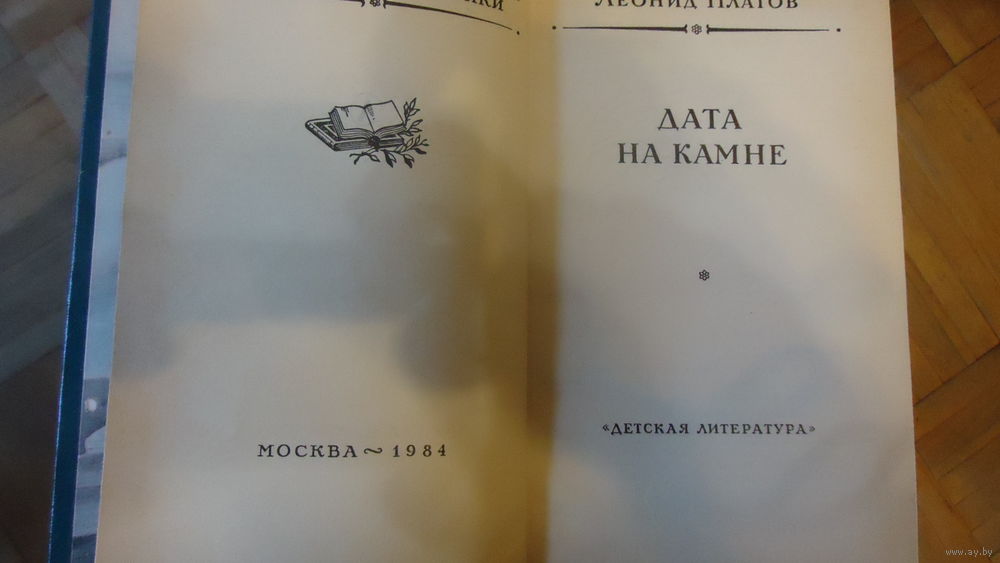 ЛЕОНИД ПЛАТОВ
МОСКВА ~ 1984
ДАТА
НА КАМНЕ
«ДЕТСКАЯ ЛИТЕРАТУРА»
www.ay.by